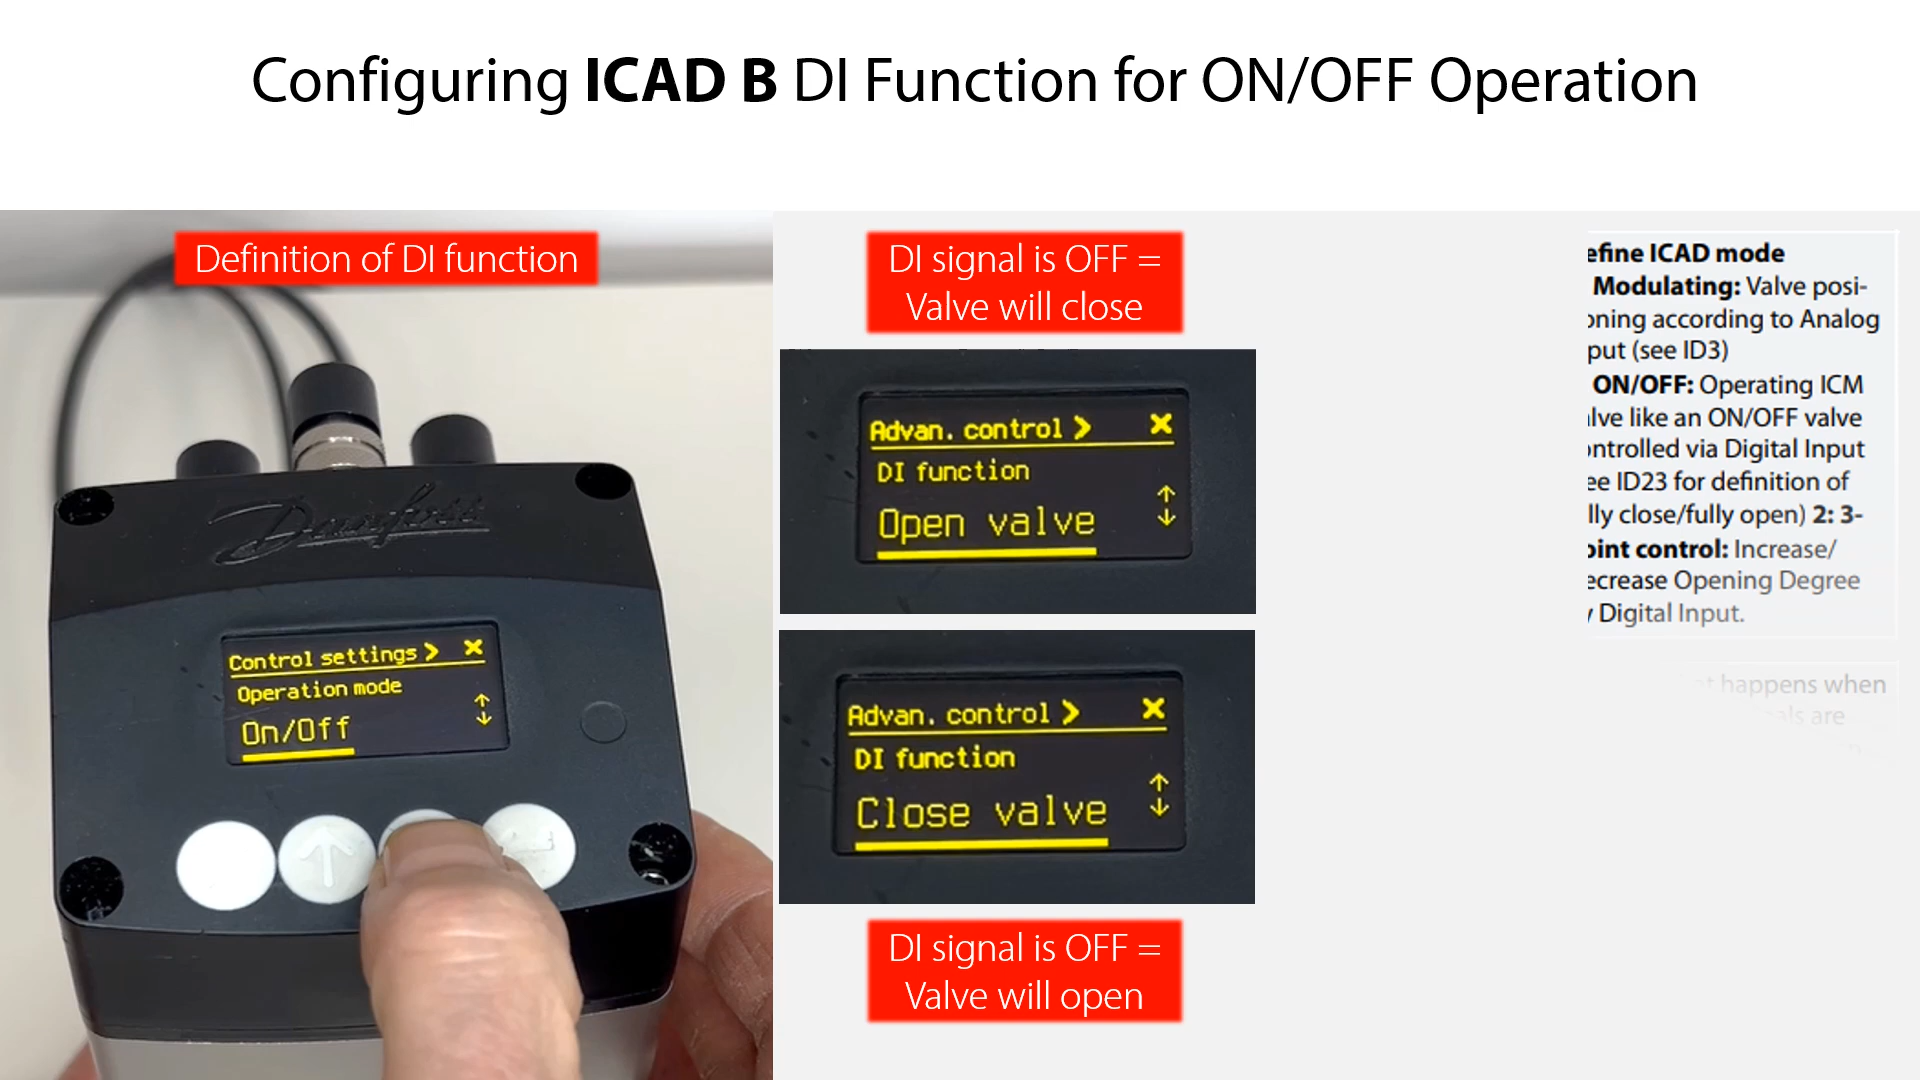 Configuring ICAD B DI Function for ON/OFF Operation
Definition of DI function
Danfoss
Control settings >
Operation mode
On/Off
DI signal is OFF =
Valve will close
Advan. control >
DI function
Open valve
Advan. control >
DI function
Close valve
DI signal is OFF =
Valve will open
efine ICAD mode
Modulating: Valve posi-
oning according to Analog
put (see ID3)
ON/OFF: Operating ICM
alve like an ON/OFF valve
ontrolled via Digital Input
ee ID23 for definition of
lly close/fully open) 2: 3-
oint control: Increase/
ecrease Opening Degree
y Digital Input.
happens when
are